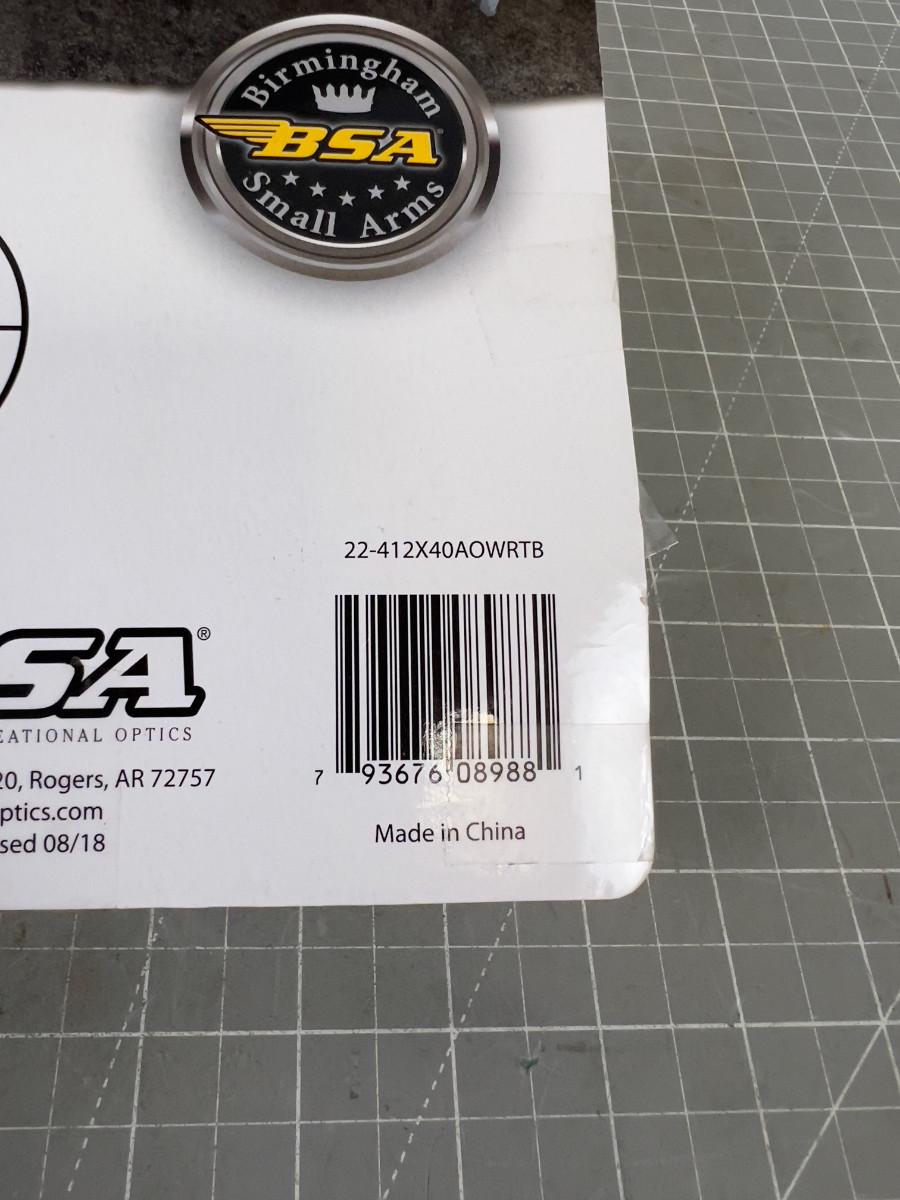 Birmingham
BSA
Small Arms
22-412X40AOWRTB
SA®
EATIONAL OPTICS
20, Rogers, AR 72757
ptics.com
sed 08/18
7 93676 08988 1
Made in China